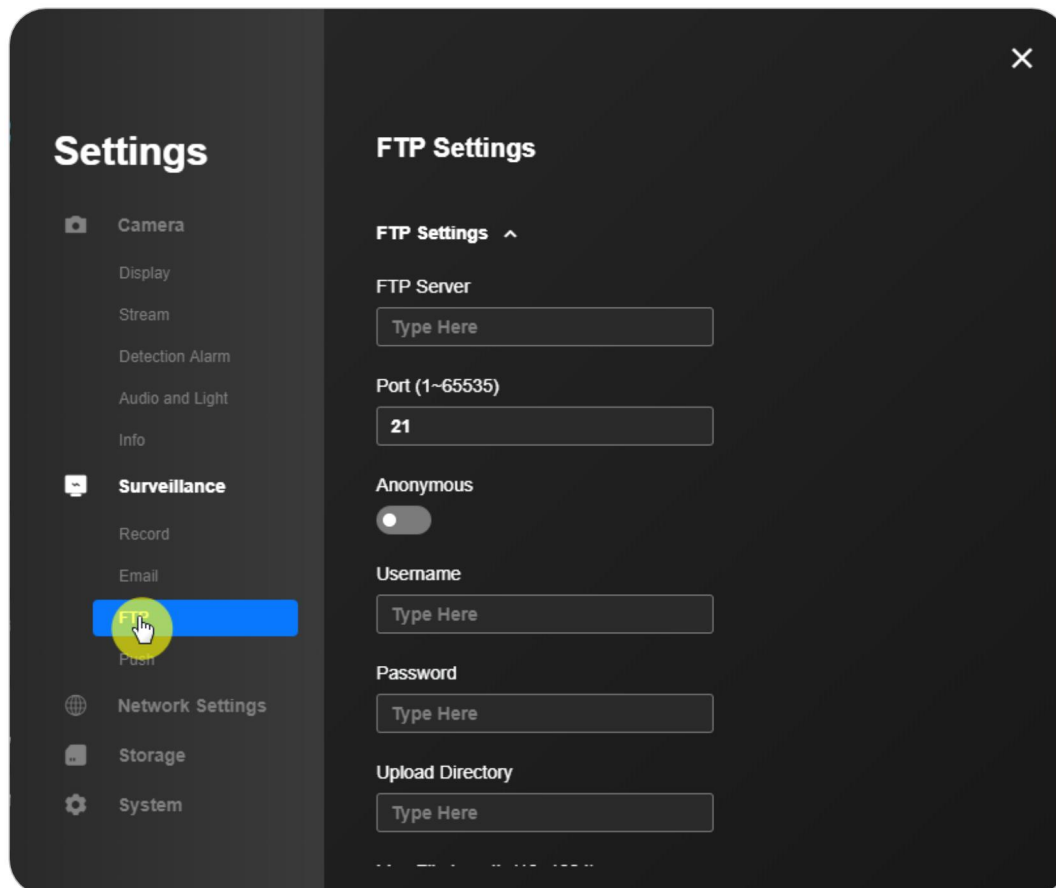 Settings
Camera
Display
Stream
Detection Alarm
Audio and Light
Info
Surveillance
Record
Email
FTP
Push
Network Settings
Storage
System
FTP Settings
FTP Settings
FTP Server
Type Here
Port (1~65535)
21
Anonymous
Username
Type Here
Password
Type Here
Upload Directory
Type Here